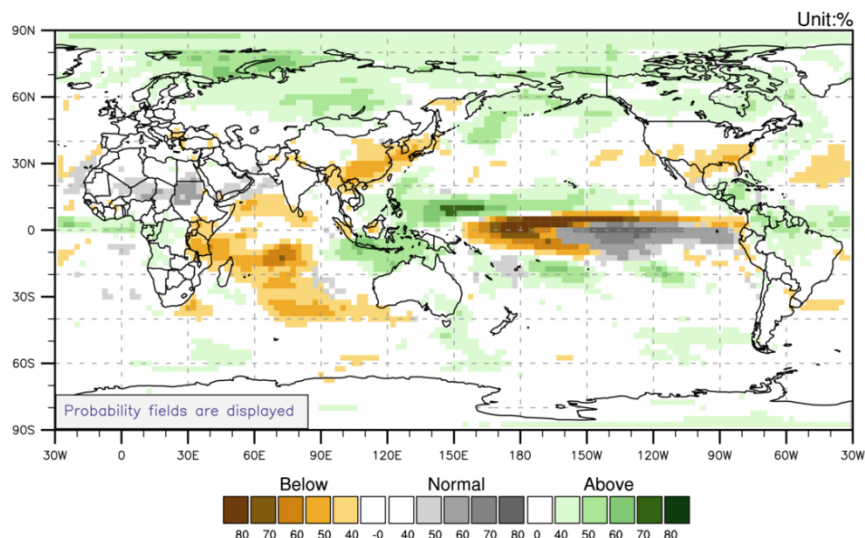 Unit:%
90N
60N
30N
0
30S
60S
Probability fields are displayed
90S
30W 0 30E 60E 90E 120E 150E 180 150W 120W 90W 60W 30W
Below Normal Above
80 70 60 50 40 -0 40 50 60 70 80 0 40 50 60 70 80